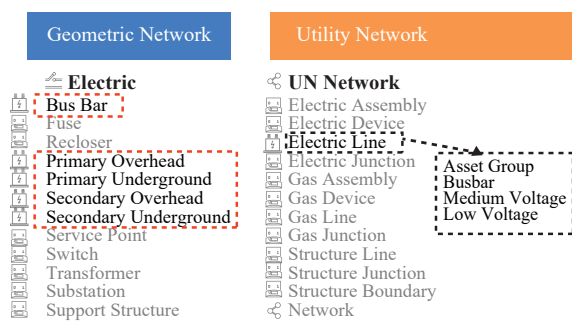 Geometric Network
Electric
Bus Bar
Fuse
Recloser
Primary Overhead
Primary Underground
Secondary Overhead
Secondary Underground
Service Point
Switch
Transformer
Substation
Support Structure
Utility Network
UN Network
Electric Assembly
Electric Device
Electric Line
Electric Junction
Gas Assembly
Gas Device
Gas Line
Gas Junction
Structure Line
Structure Junction
Structure Boundary
Network
Asset Group
Busbar
Medium Voltage
Low Voltage